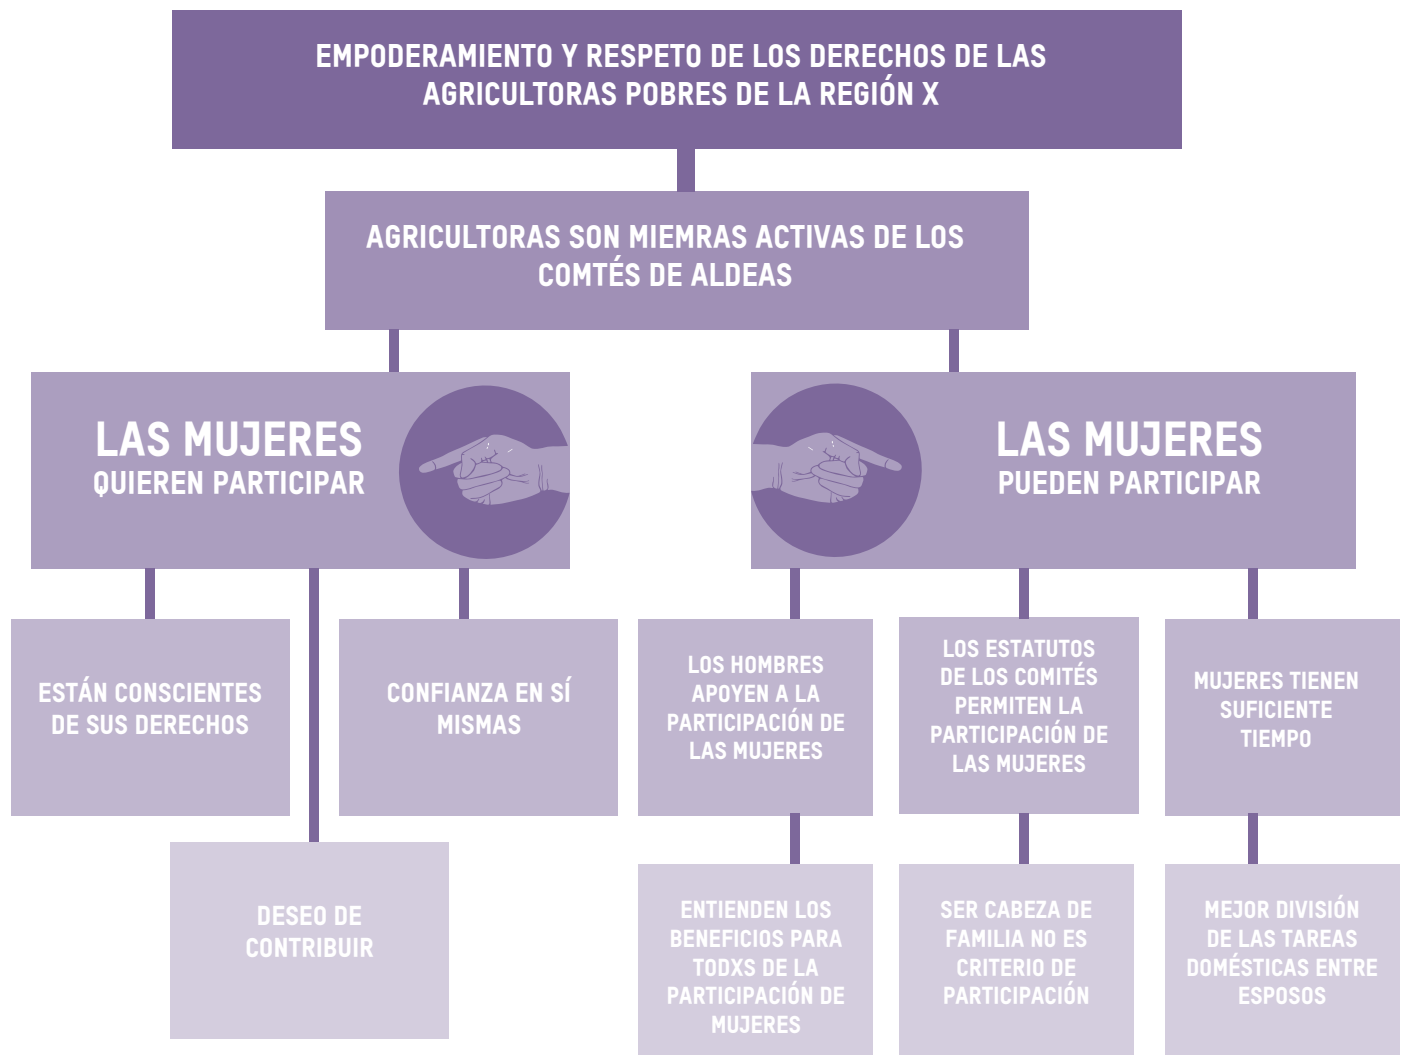 EMPODERAMIENTO Y RESPETO DE LOS DERECHOS DE LAS
AGRICULTORAS POBRES DE LA REGIÓN X
AGRICULTORAS SON MIEMRAS ACTIVAS DE LOS
COMTÉS DE ALDEAS
LAS MUJERES
QUIEREN PARTICIPAR
LAS MUJERES
PUEDEN PARTICIPAR
ESTÁN CONSCIENTES
DE SUS DERECHOS
CONFIANZA EN SÍ
MISMAS
LOS HOMBRES
APOYEN A LA
PARTICIPACIÓN DE
LAS MUJERES
LOS ESTATUTOS
DE LOS COMITÉS
PERMITEN LA
PARTICIPACIÓN DE
LAS MUJERES
MUJERES TIENEN
SUFICIENTE
TIEMPO
DESEO DE
CONTRIBUIR
ENTIENDEN LOS
BENEFICIOS PARA
TODXS DE LA
PARTICIPACIÓN DE
MUJERES
SER CABEZA DE
FAMILIA NO ES
CRITERIO DE
PARTICIPACIÓN
MEJOR DIVISIÓN
DE LAS TAREAS
DOMÉSTICAS ENTRE
ESPOSOS